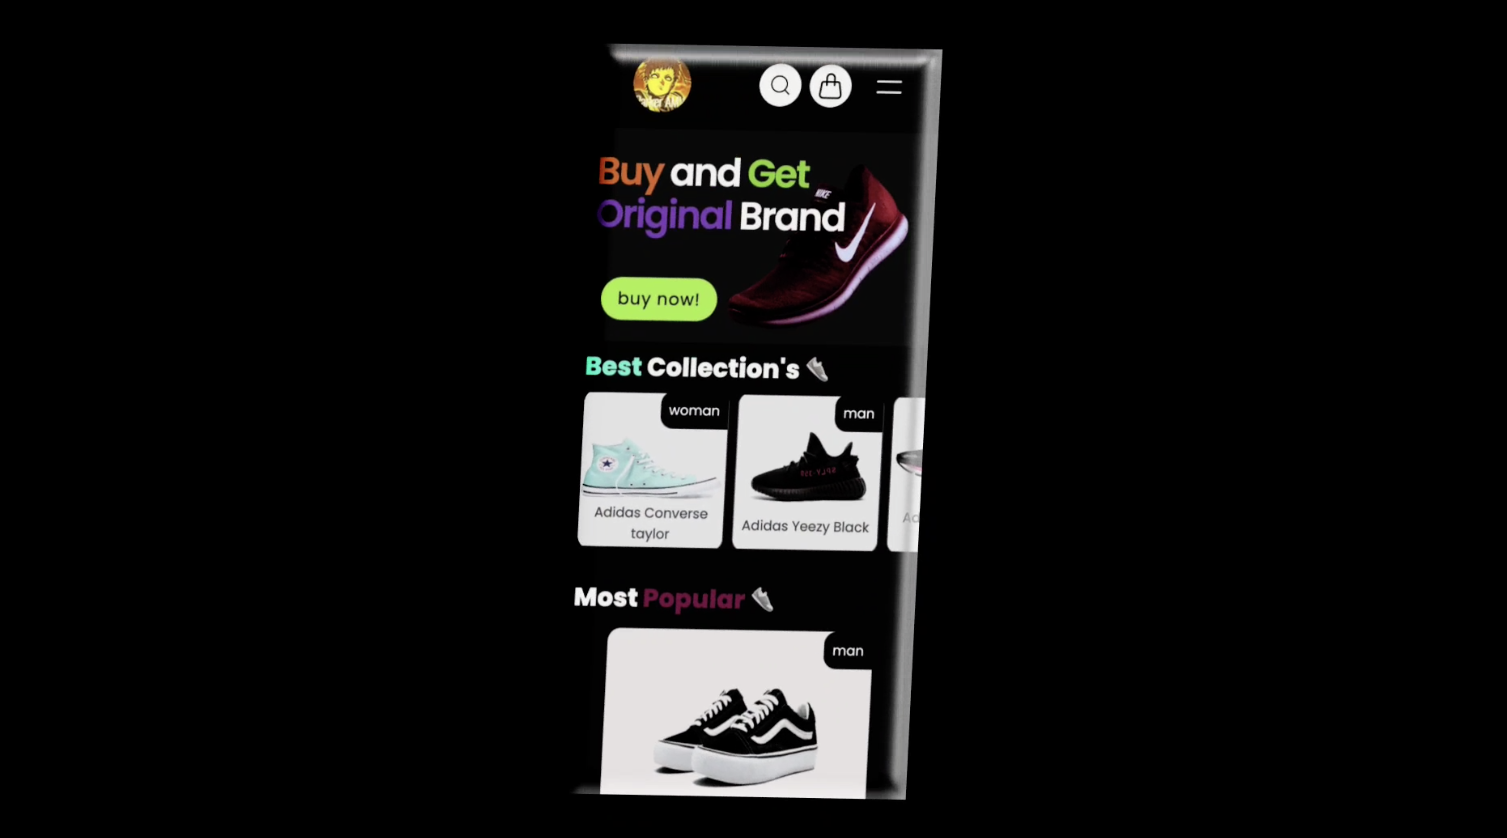 Buy and Get
NIKE
Original Brand
buy now!
Best Collection's
woman
man
Adidas Converse
taylor
Adidas Yeezy Black
Most Popular
man